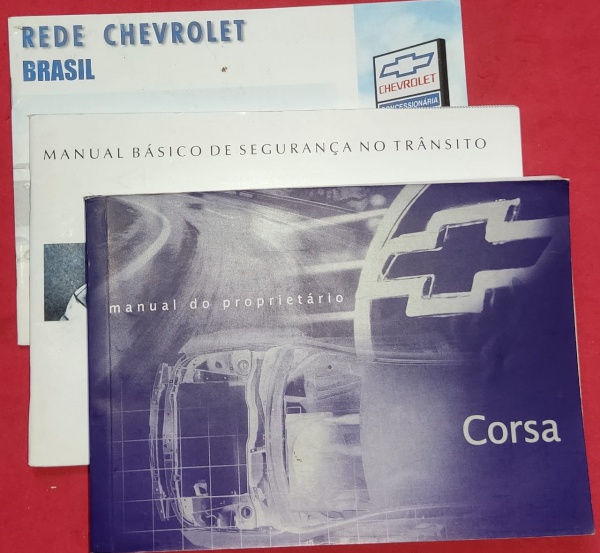 REDE CHEVROLET
BRASIL
CHEVROLET
CONCESSIONÁRIA
MANUAL BÁSICO DE SEGURANÇA NO TRÂNSITO
manual do proprietário
Corsa